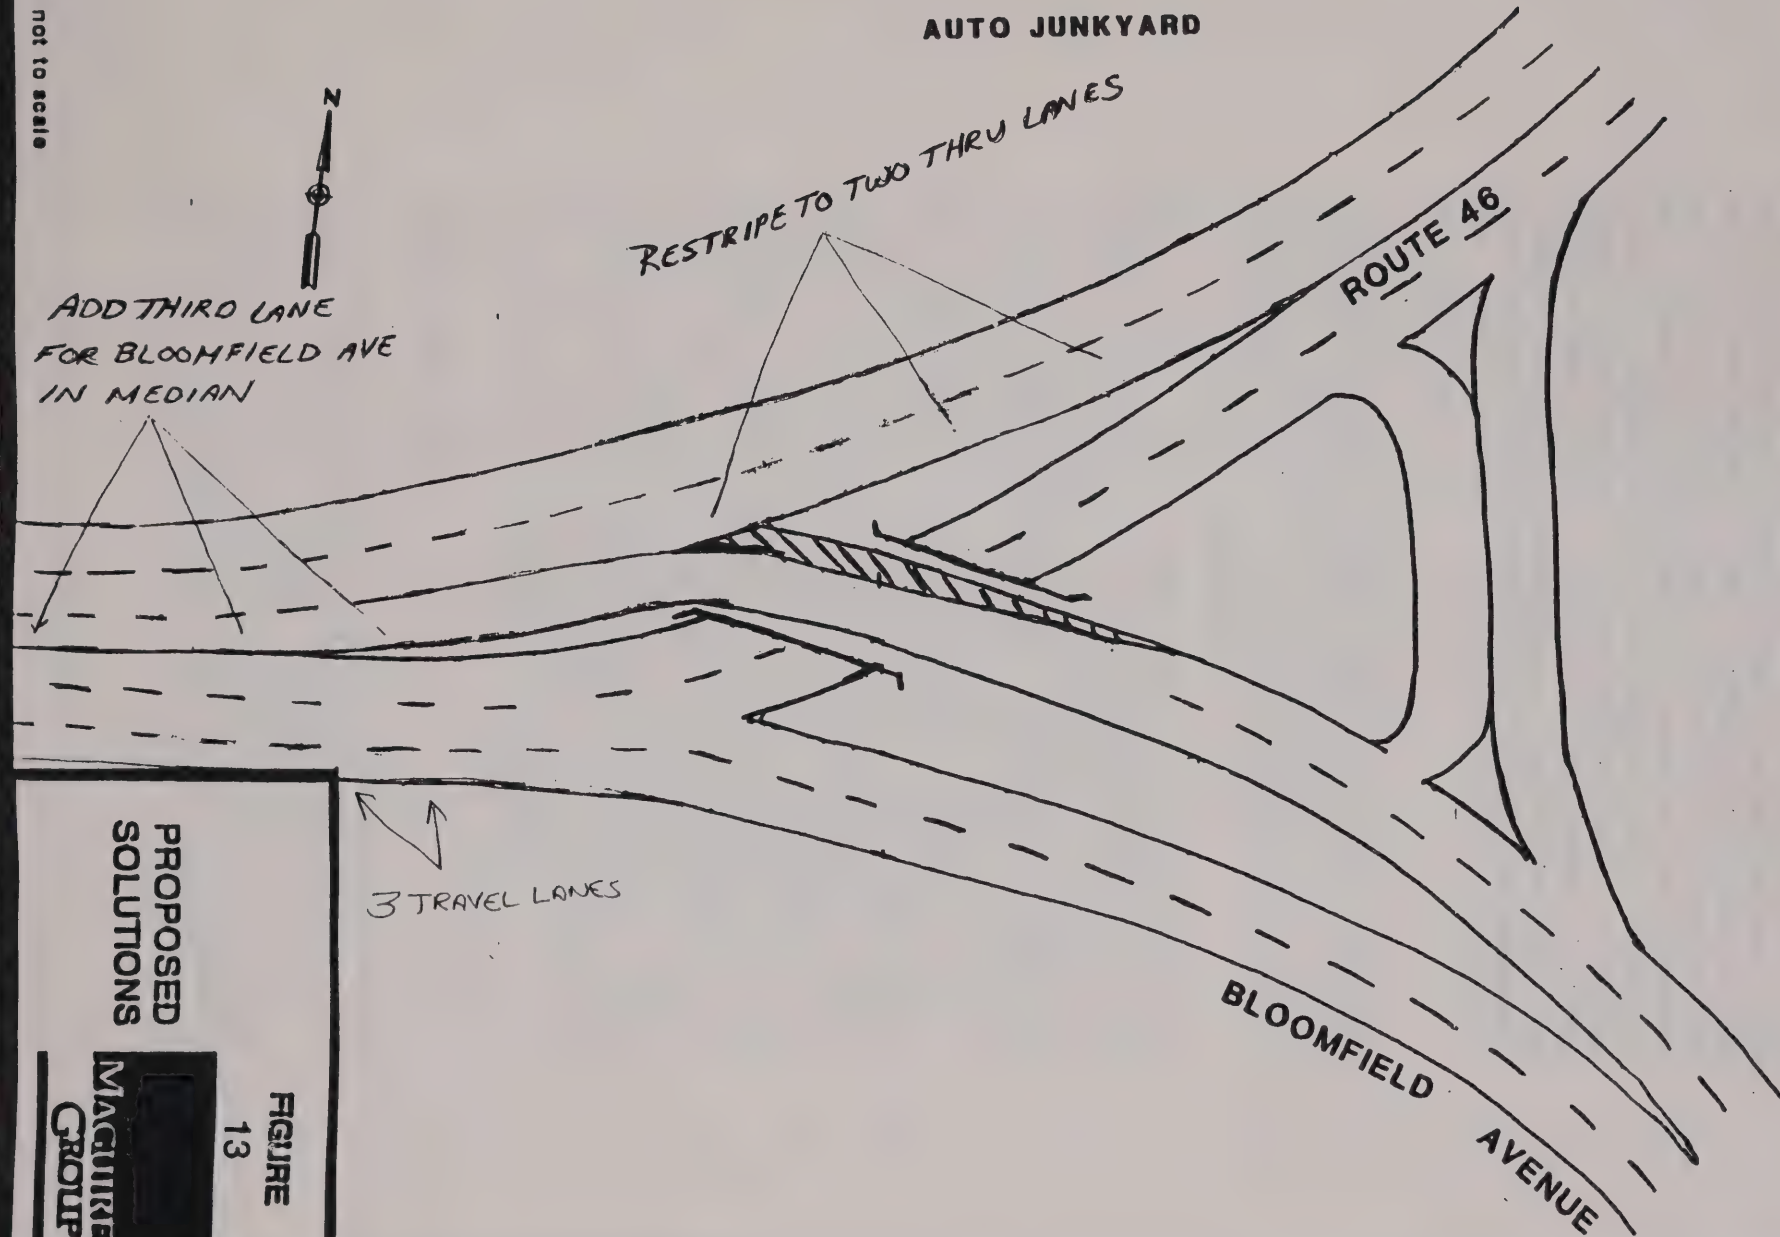 AUTO JUNKYARD
not to scale
N
RESTRIPE TO TWO THRU LANES
ROUTE 46
ADD THIRD LANE
FOR BLOOMFIELD AVE
IN MEDIAN
3 TRAVEL LANES
BLOOMFIELD AVENUE
PROPOSED
SOLUTIONS
FIGURE
13
MAGUIRE
GROUP